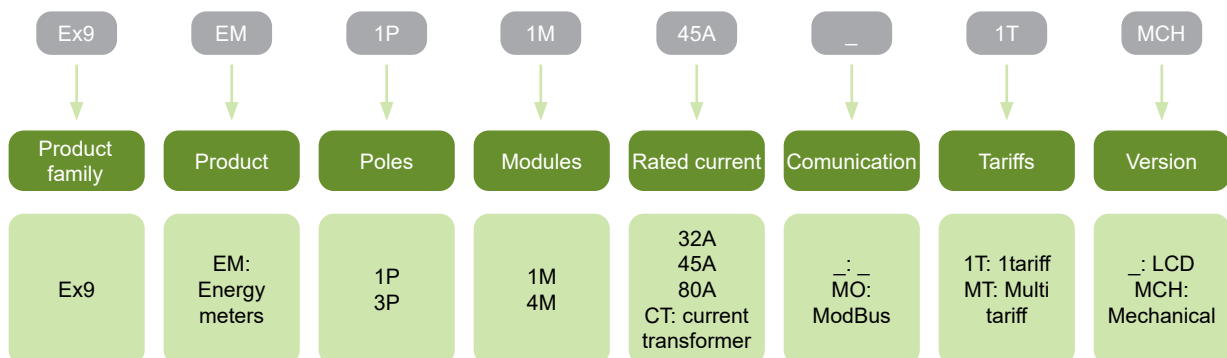 Ex9
EM
1P
1M
45A
_
1T
MCH
Product
family
Product
Poles
Modules
Rated current
Comunication
Tariffs
Version
Ex9
EM:
Energy
meters
1P
3P
1M
4M
32A
45A
80A
CT: current
transformer
_: _
MO:
ModBus
1T: 1tariff
MT: Multi
tariff
_: LCD
MCH:
Mechanical